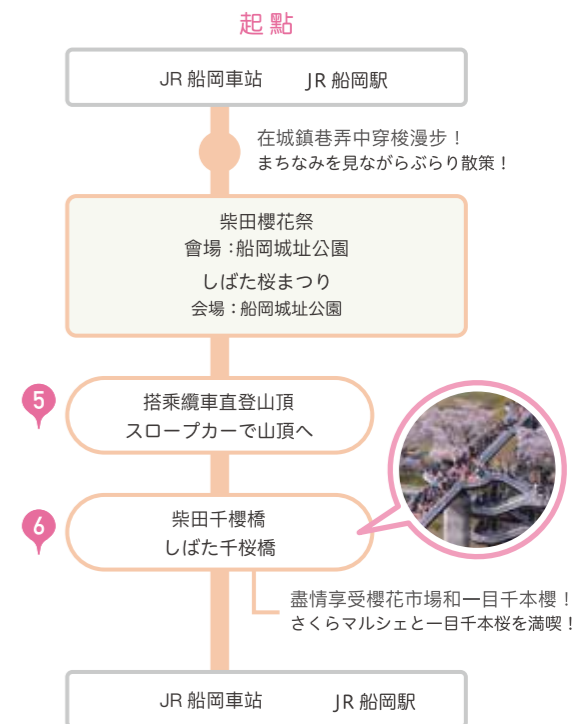 起點
JR 船岡車站 JR 船岡駅
在城鎮巷弄中穿梭漫步！
まちなみを見ながらぶらり散策！
柴田櫻花祭
會場：船岡城址公園
しばた桜まつり
会場：船岡城址公園
5
搭乘纜車直登山頂
スロープカーで山頂へ
6
柴田千櫻橋
しばた千桜橋
盡情享受櫻花市場和一目千本櫻！
さくらマルシェと一目千本桜を満喫！
JR 船岡車站 JR 船岡駅